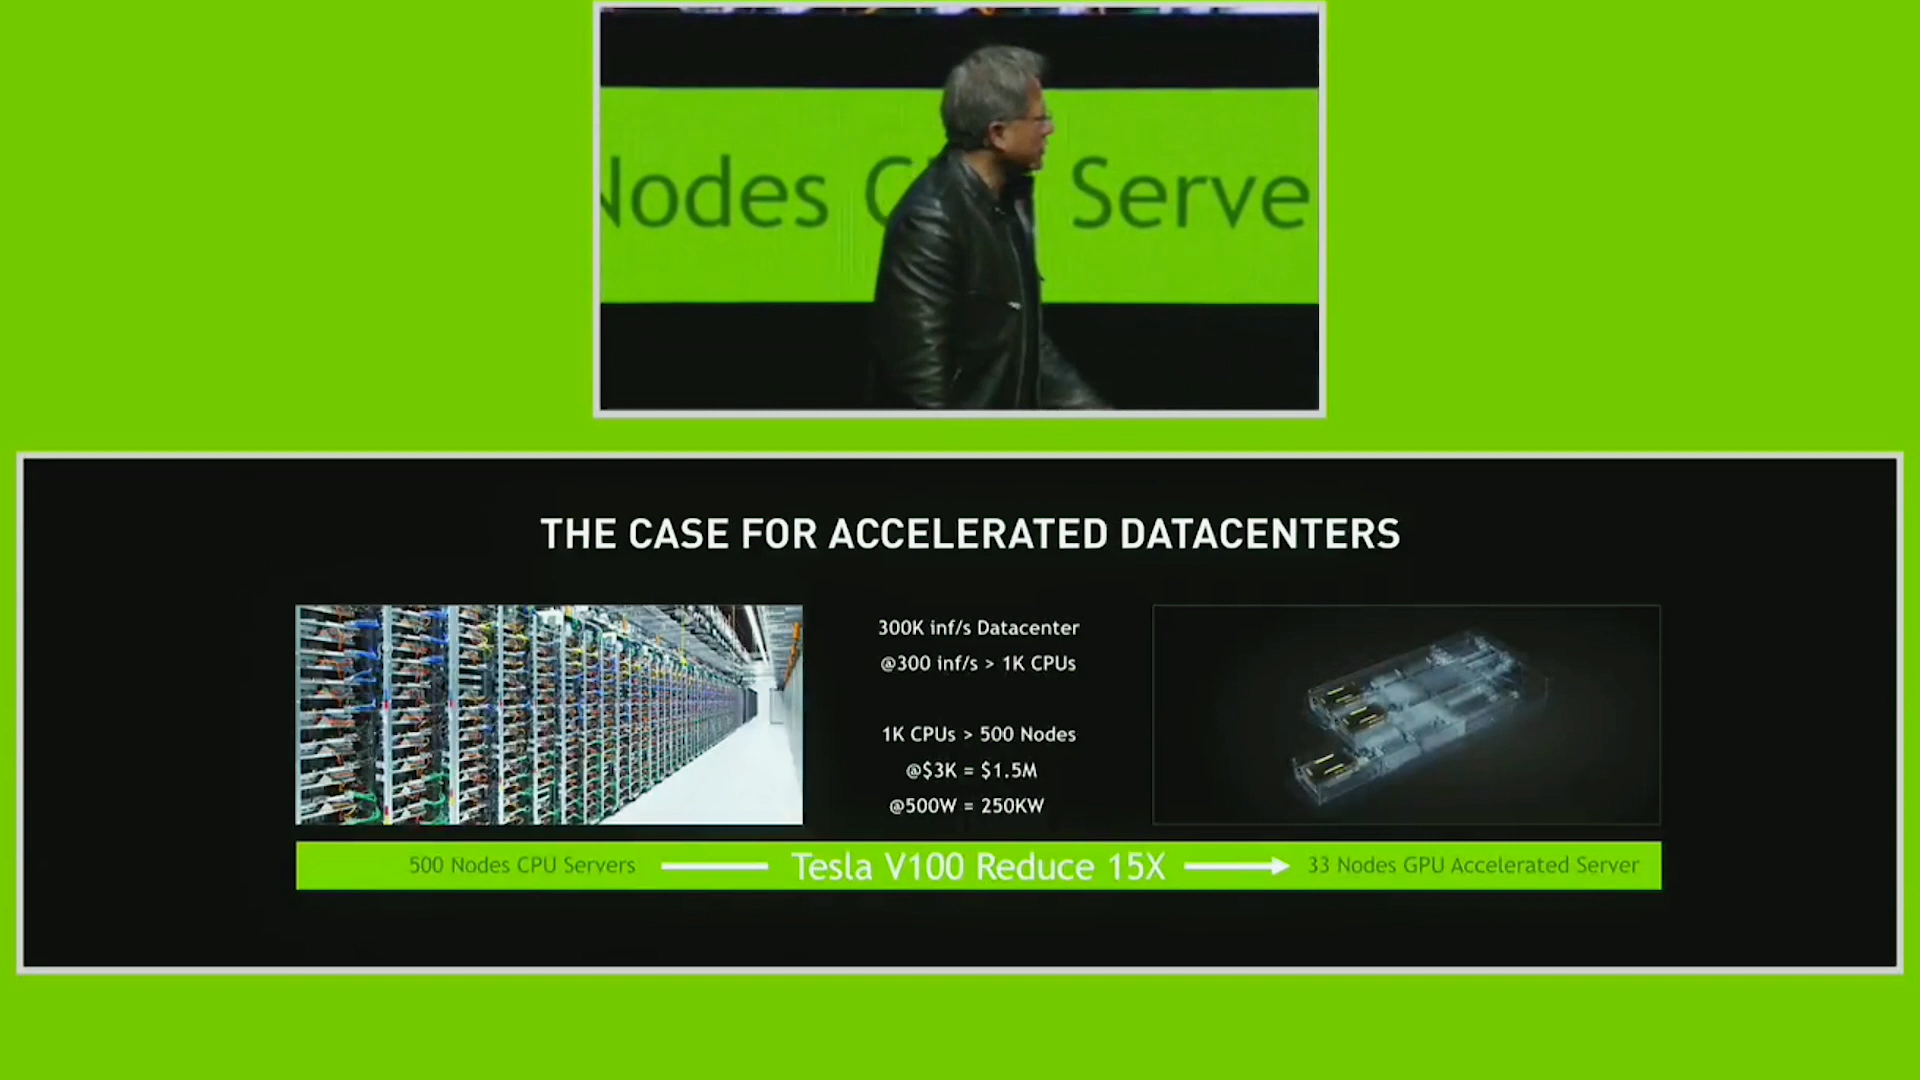 Nodes C Serve
THE CASE FOR ACCELERATED DATACENTERS
300K inf/s Datacenter
@300 inf/s > 1K CPUs
1K CPUs > 500 Nodes
@$3K = $1.5M
@500W = 250KW
500 Nodes CPU Servers
Tesla V100 Reduce 15X
33 Nodes GPU Accelerated Server